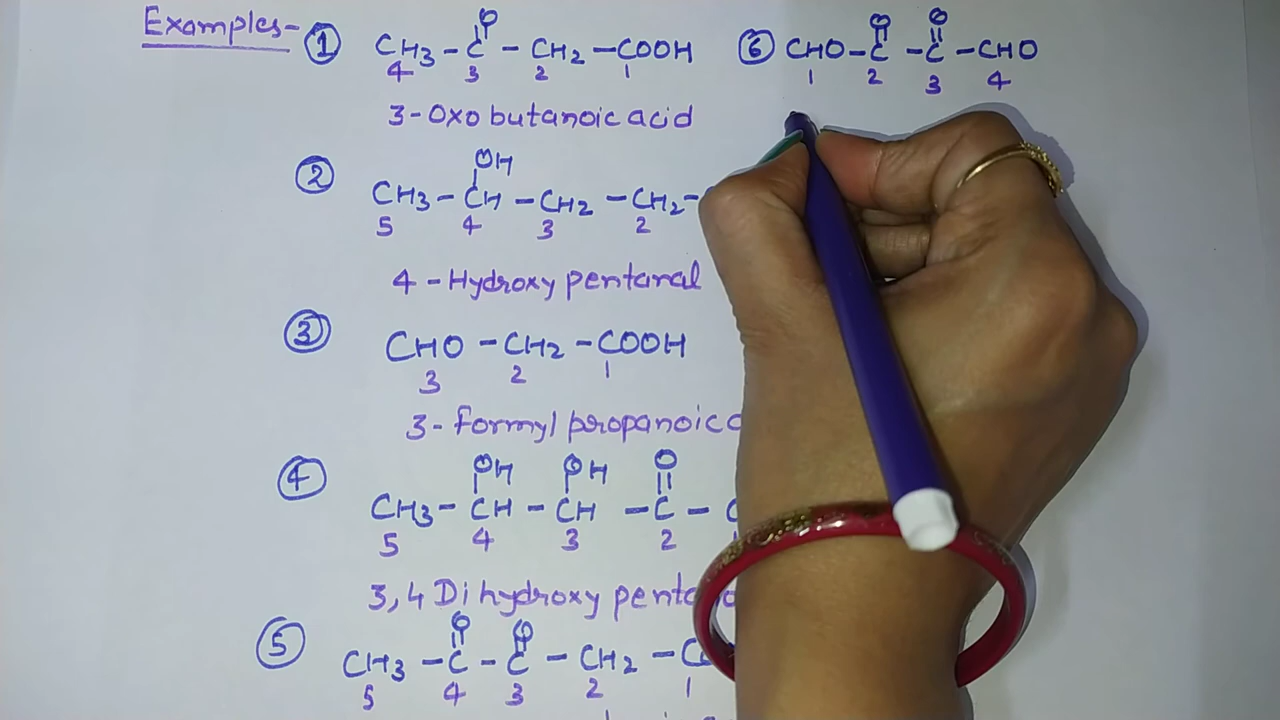 Examples-
① CH3 - C - CH2 - COOH
O
4 3 2 1
3-Oxo butanoic acid
② CH3 - CH - CH2 - CH2 -
OH
5 4 3 2
4-Hydroxy pentanal
③ CHO - CH2 - COOH
3 2 1
3-formyl propanoic
④ CH3 - CH - CH - C -
OH OH O
5 4 3 2
3,4 Dihydroxy
⑤ CH3 - C - C - CH2 -
O O
5 4 3 2 1
⑥ CHO - C - C - CHO
O O
1 2 3 4